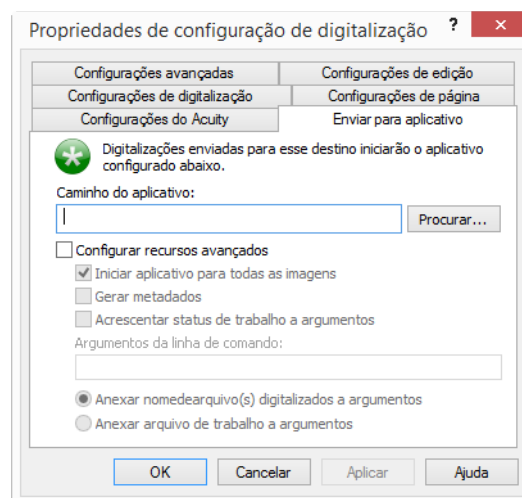 Propriedades de configuração de digitalização ? ×
Configurações avançadas Configurações de edição
Configurações de digitalização Configurações de página
Configurações do Acuity Enviar para aplicativo
Digitalizações enviadas para esse destino iniciarão o aplicativo
configurado abaixo.
Caminho do aplicativo:
Procurar...
Configurar recursos avançados
Iniciar aplicativo para todas as imagens
Gerar metadados
Acrescentar status de trabalho a argumentos
Argumentos da linha de comando:
Anexar nomedearquivo(s) digitalizados a argumentos
Anexar arquivo de trabalho a argumentos
OK Cancelar Aplicar Ajuda